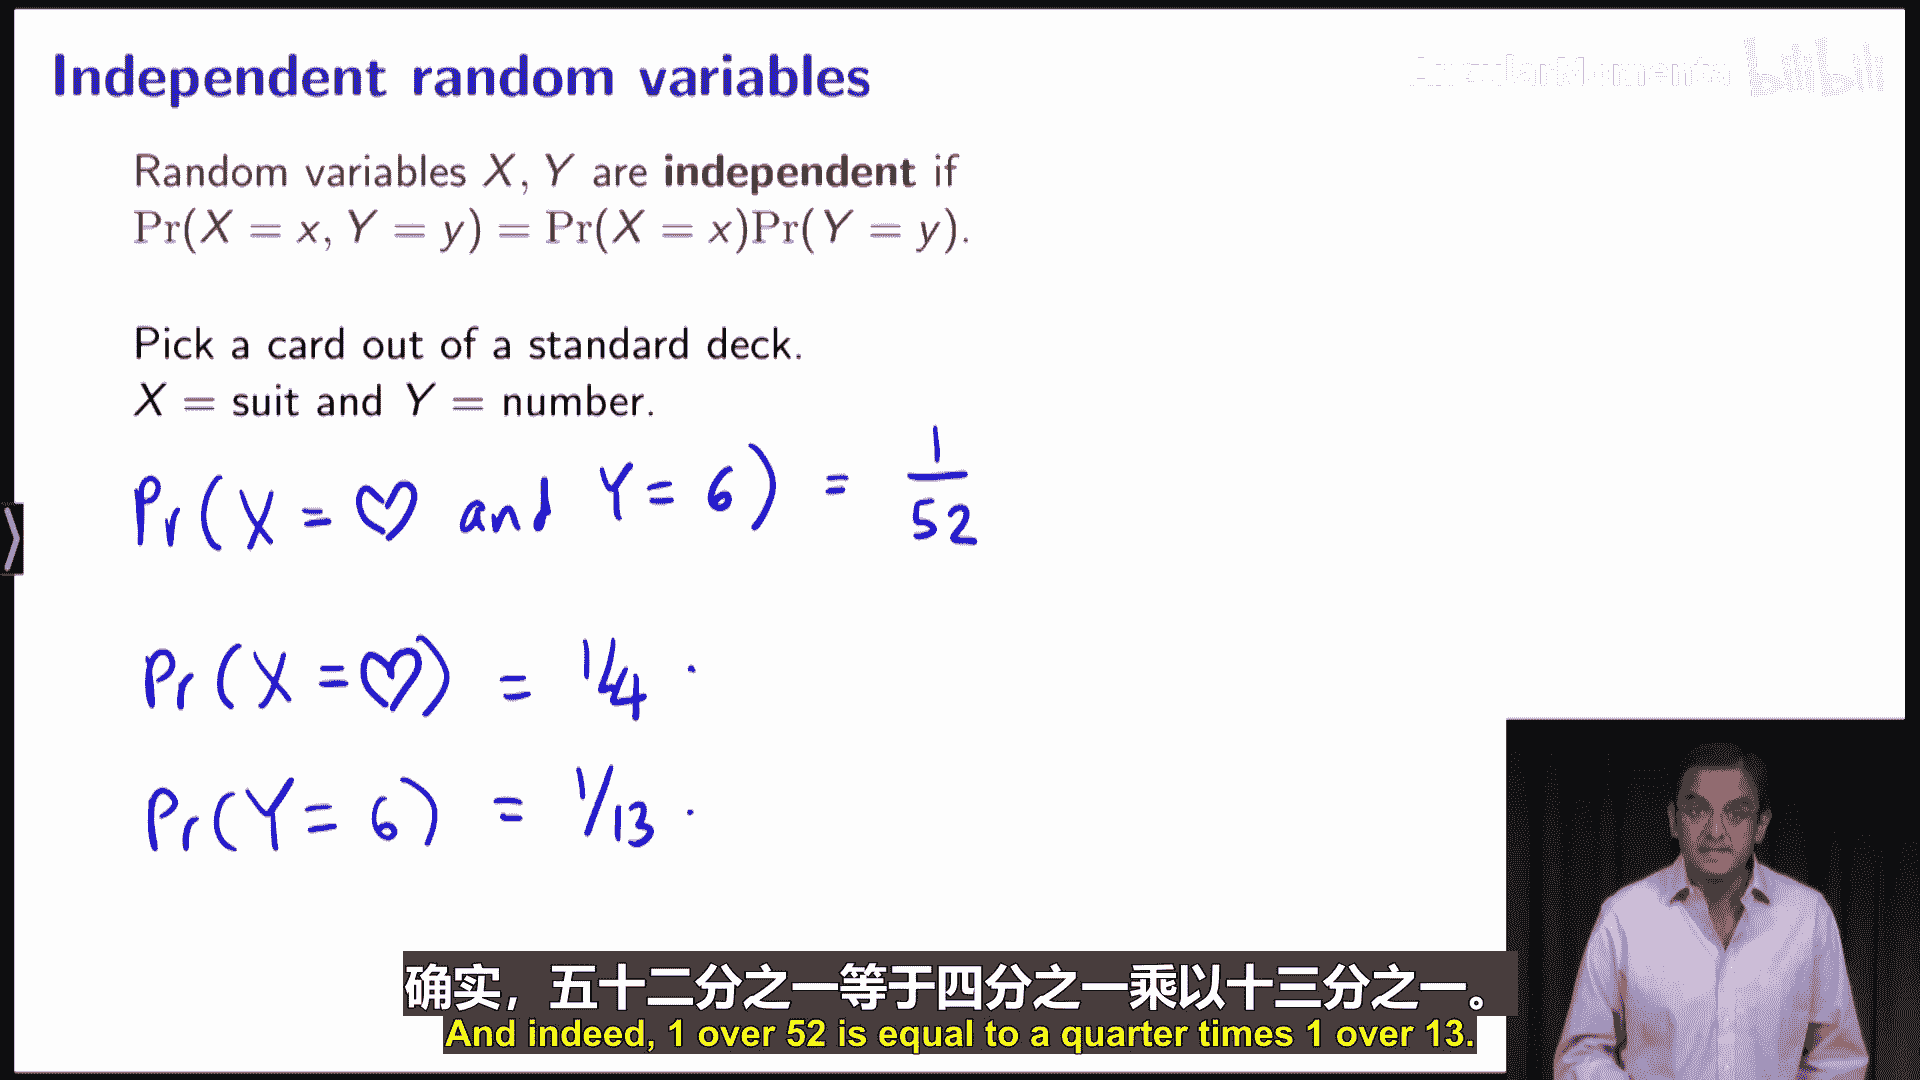 Independent random variables
bilibili
Random variables X, Y are independent if
Pr(X = x, Y = y) = Pr(X = x)Pr(Y = y).
Pick a card out of a standard deck.
X = suit and Y = number.
Pr(X = ♡ and Y = 6) = 1/52
Pr(X = ♡) = 1/4 ·
Pr(Y = 6) = 1/13 ·
确实，五十二分之一等于四分之一乘以十三分之一。
And indeed, 1 over 52 is equal to a quarter times 1 over 13.